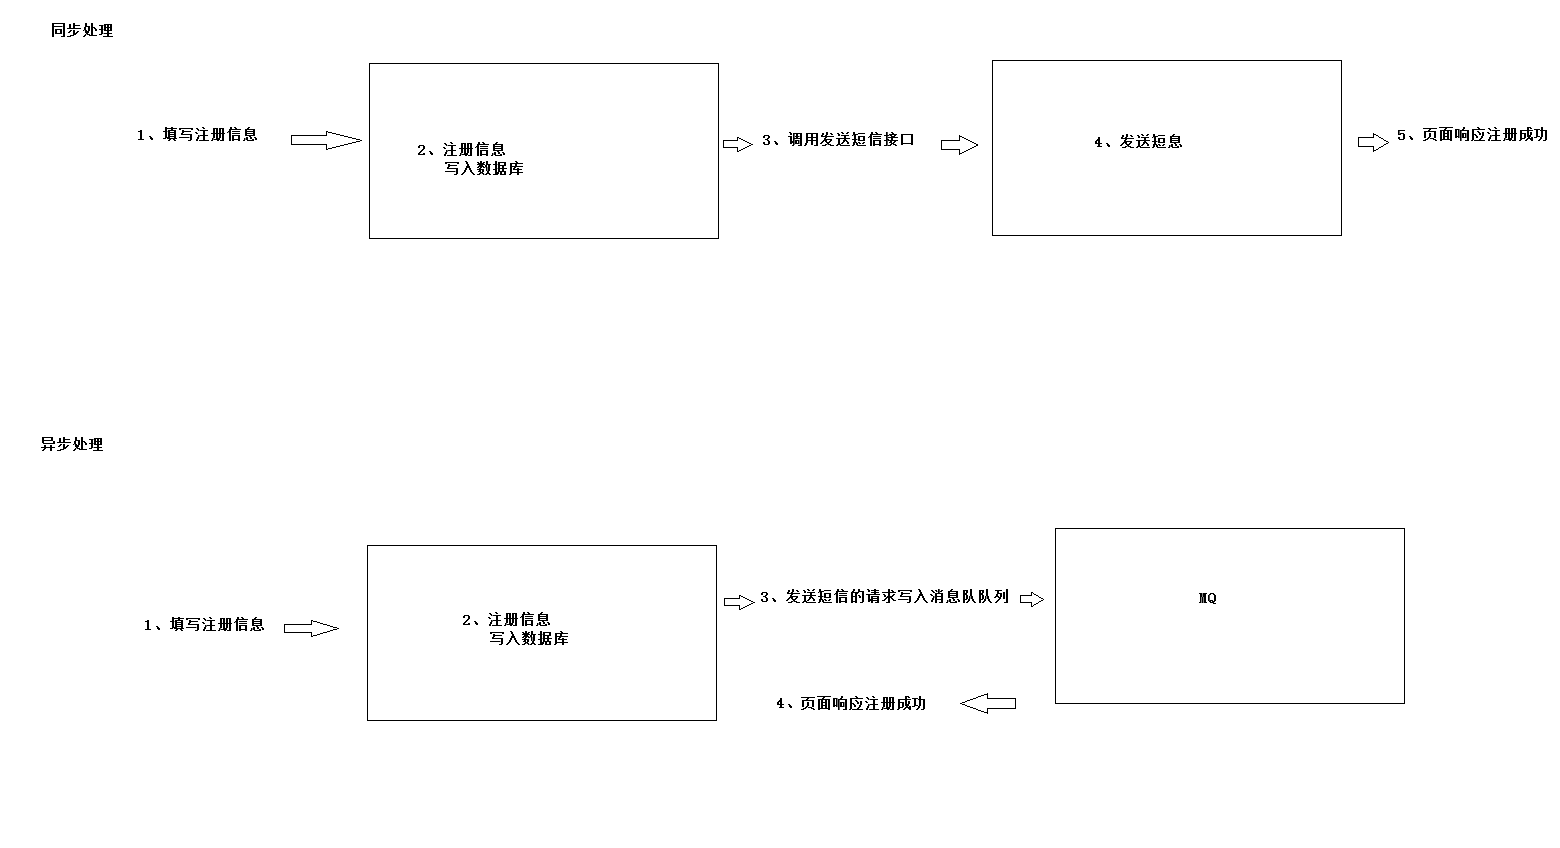 同步处理
1、填写注册信息
2、注册信息
写入数据库
3、调用发送短信接口
4、发送短息
5、页面响应注册成功
异步处理
1、填写注册信息
2、注册信息
写入数据库
3、发送短信的请求写入消息队队列
MQ
4、页面响应注册成功